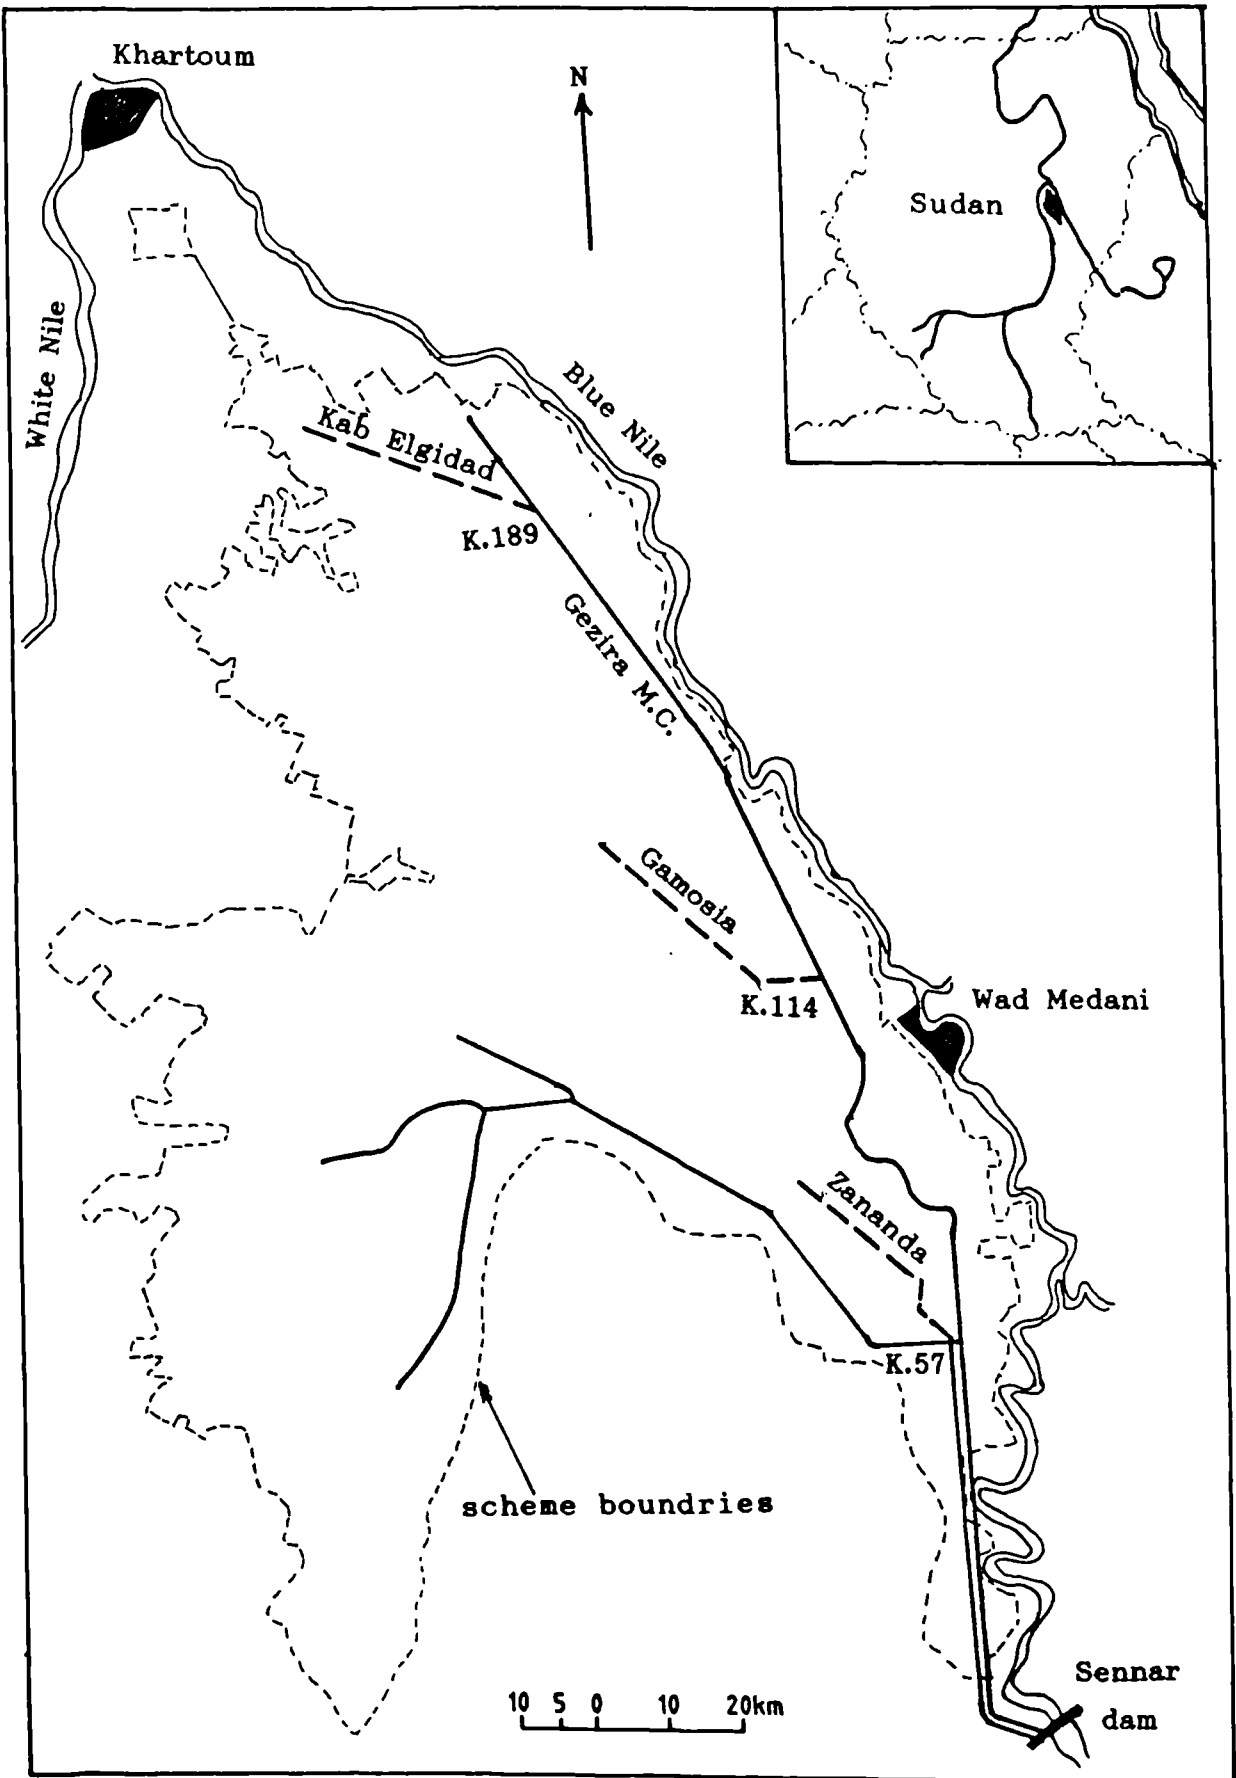 Khartoum
N
Sudan
White Nile
Blue Nile
Kab Elgidad
K.189
Gezira M.C.
Gamosia
K.114
Wad Medani
Zananda
K.57
scheme boundries
Sennar
dam
10 5 0 10 20km